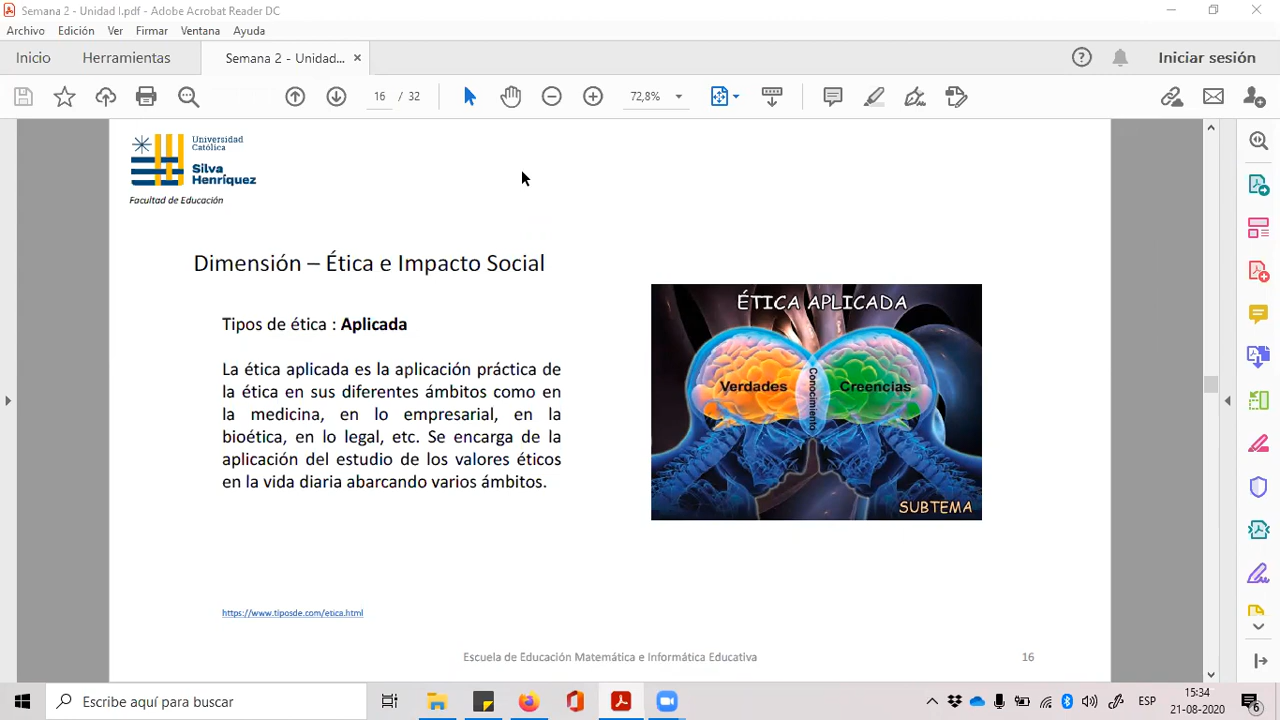 Semana 2 - Unidad I.pdf - Adobe Acrobat Reader DC
Archivo Edición Ver Firmar Ventana Ayuda
Inicio Herramientas Semana 2 - Unidad... Iniciar sesión
16 / 32 72,8%
Universidad
Católica
Silva
Henríquez
Facultad de Educación
Dimensión – Ética e Impacto Social
Tipos de ética : Aplicada
La ética aplicada es la aplicación práctica de
la ética en sus diferentes ámbitos como en
la medicina, en lo empresarial, en la
bioética, en lo legal, etc. Se encarga de la
aplicación del estudio de los valores éticos
en la vida diaria abarcando varios ámbitos.
ÉTICA APLICADA
Verdades
Conocimiento
Creencias
SUBTEMA
https://www.tiposde.com/etica.html
Escuela de Educación Matemática e Informática Educativa 16
Escribe aquí para buscar
ESP
15:34
21-08-2020
6